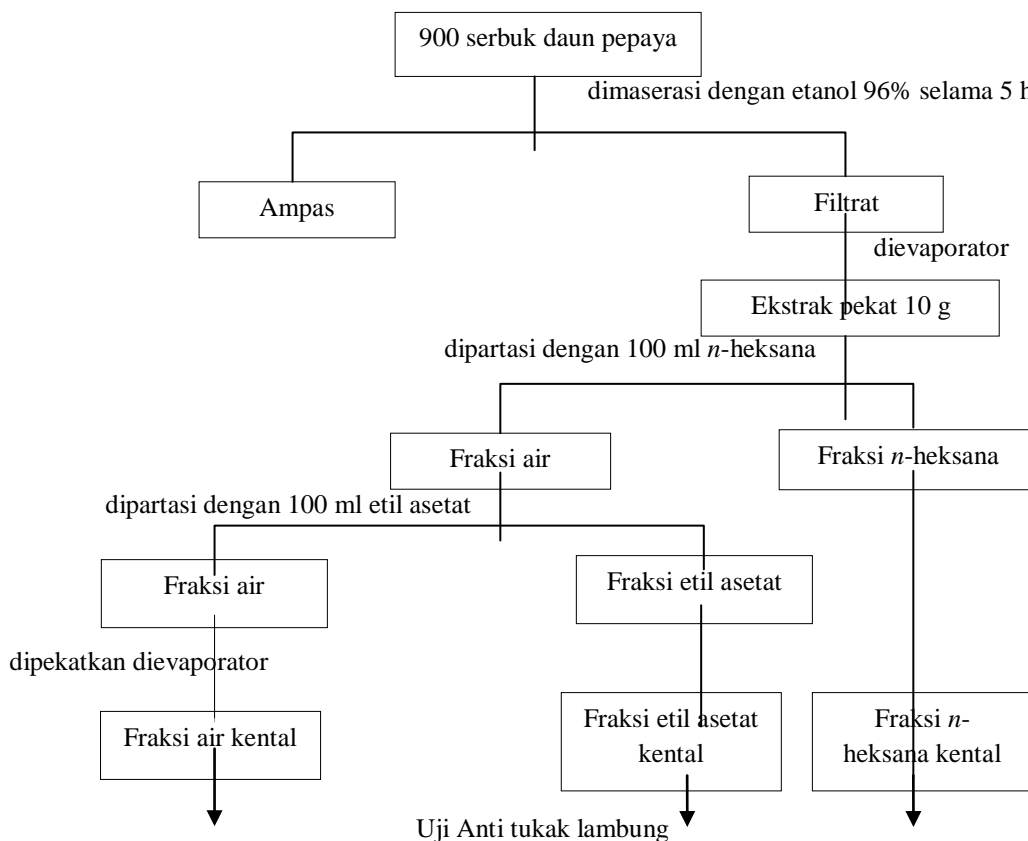 900 serbuk daun pepaya
dimaserasi dengan etanol 96% selama 5 h
Ampas
Filtrat
dievaporator
Ekstrak pekat 10 g
dipartasi dengan 100 ml n-heksana
Fraksi air
Fraksi n-heksana
dipartasi dengan 100 ml etil asetat
Fraksi air
Fraksi etil asetat
dipekatkan dievaporator
Fraksi air kental
Fraksi etil asetat
kental
Fraksi n-
heksana kental
Uji Anti tukak lambung